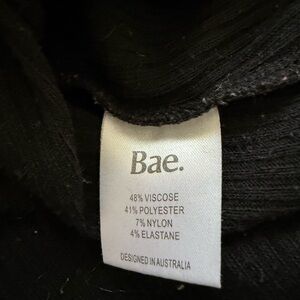 Bae.
48% VISCOSE
41% POLYESTER
7% NYLON
4% ELASTANE
DESIGNED IN AUSTRALIA